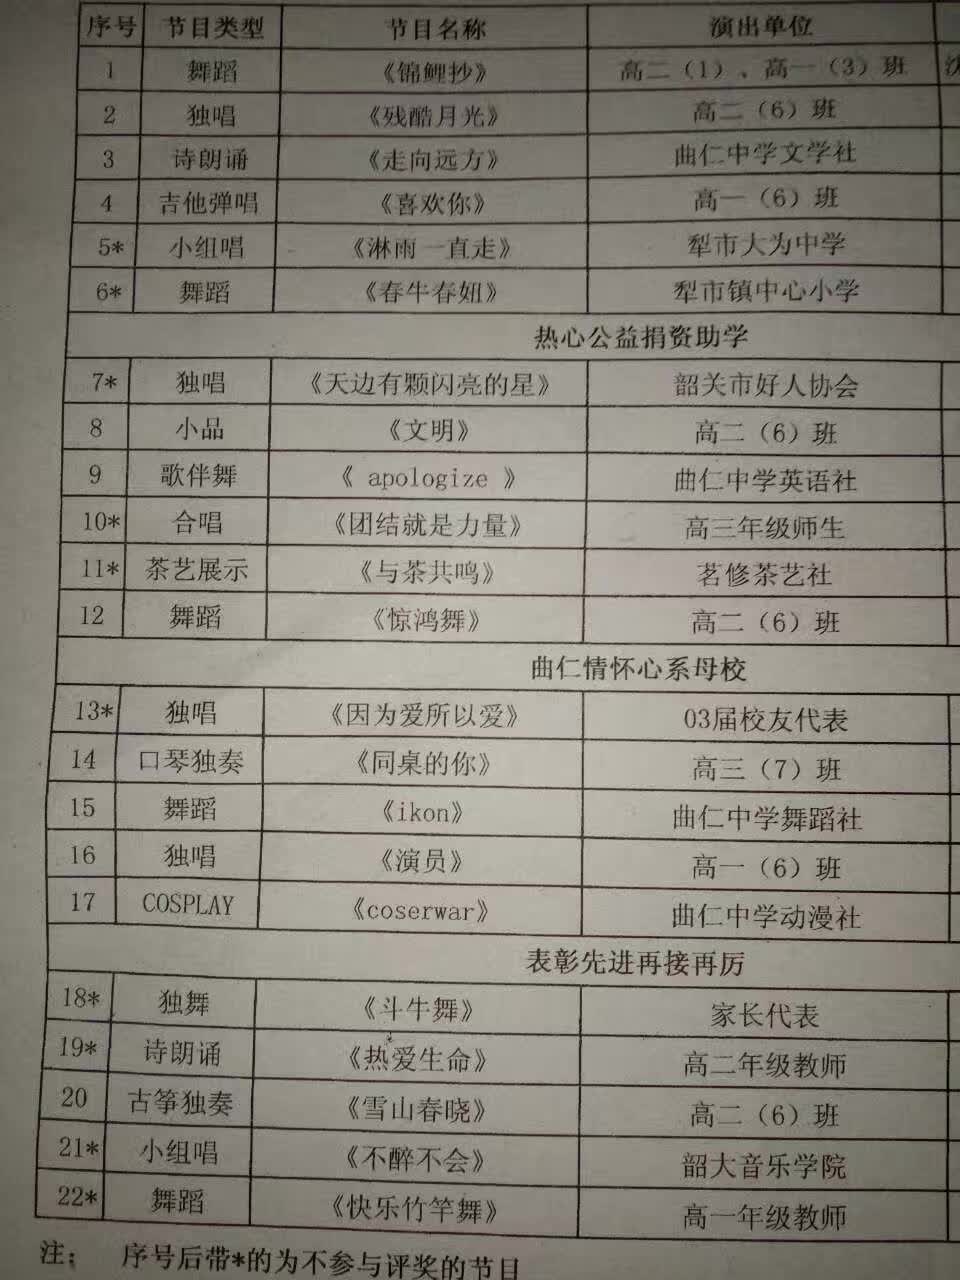 序号 节目类型 节目名称 演出单位
1 舞蹈 《锦鲤抄》 高二（1）、高一（3）班
2 独唱 《残酷月光》 高二（6）班
3 诗朗诵 《走向远方》 曲仁中学文学社
4 吉他弹唱 《喜欢你》 高一（6）班
5* 小组唱 《淋雨一直走》 犁市大为中学
6* 舞蹈 《春牛春妞》 犁市镇中心小学
热心公益捐资助学
7* 独唱 《天边有颗闪亮的星》 韶关市好人协会
8 小品 《文明》 高二（6）班
9 歌伴舞 《 apologize 》 曲仁中学英语社
10* 合唱 《团结就是力量》 高三年级师生
11* 茶艺展示 《与茶共鸣》 茗修茶艺社
12 舞蹈 《惊鸿舞》 高二（6）班
曲仁情怀心系母校
13* 独唱 《因为爱所以爱》 03届校友代表
14 口琴独奏 《同桌的你》 高三（7）班
15 舞蹈 《ikon》 曲仁中学舞蹈社
16 独唱 《演员》 高一（6）班
17 COSPLAY 《coserwar》 曲仁中学动漫社
表彰先进再接再厉
18* 独舞 《斗牛舞》 家长代表
19* 诗朗诵 《热爱生命》 高二年级教师
20 古筝独奏 《雪山春晓》 高二（6）班
21* 小组唱 《不醉不会》 韶大音乐学院
22* 舞蹈 《快乐竹竿舞》 高一年级教师
注： 序号后带*的为不参与评奖的节目